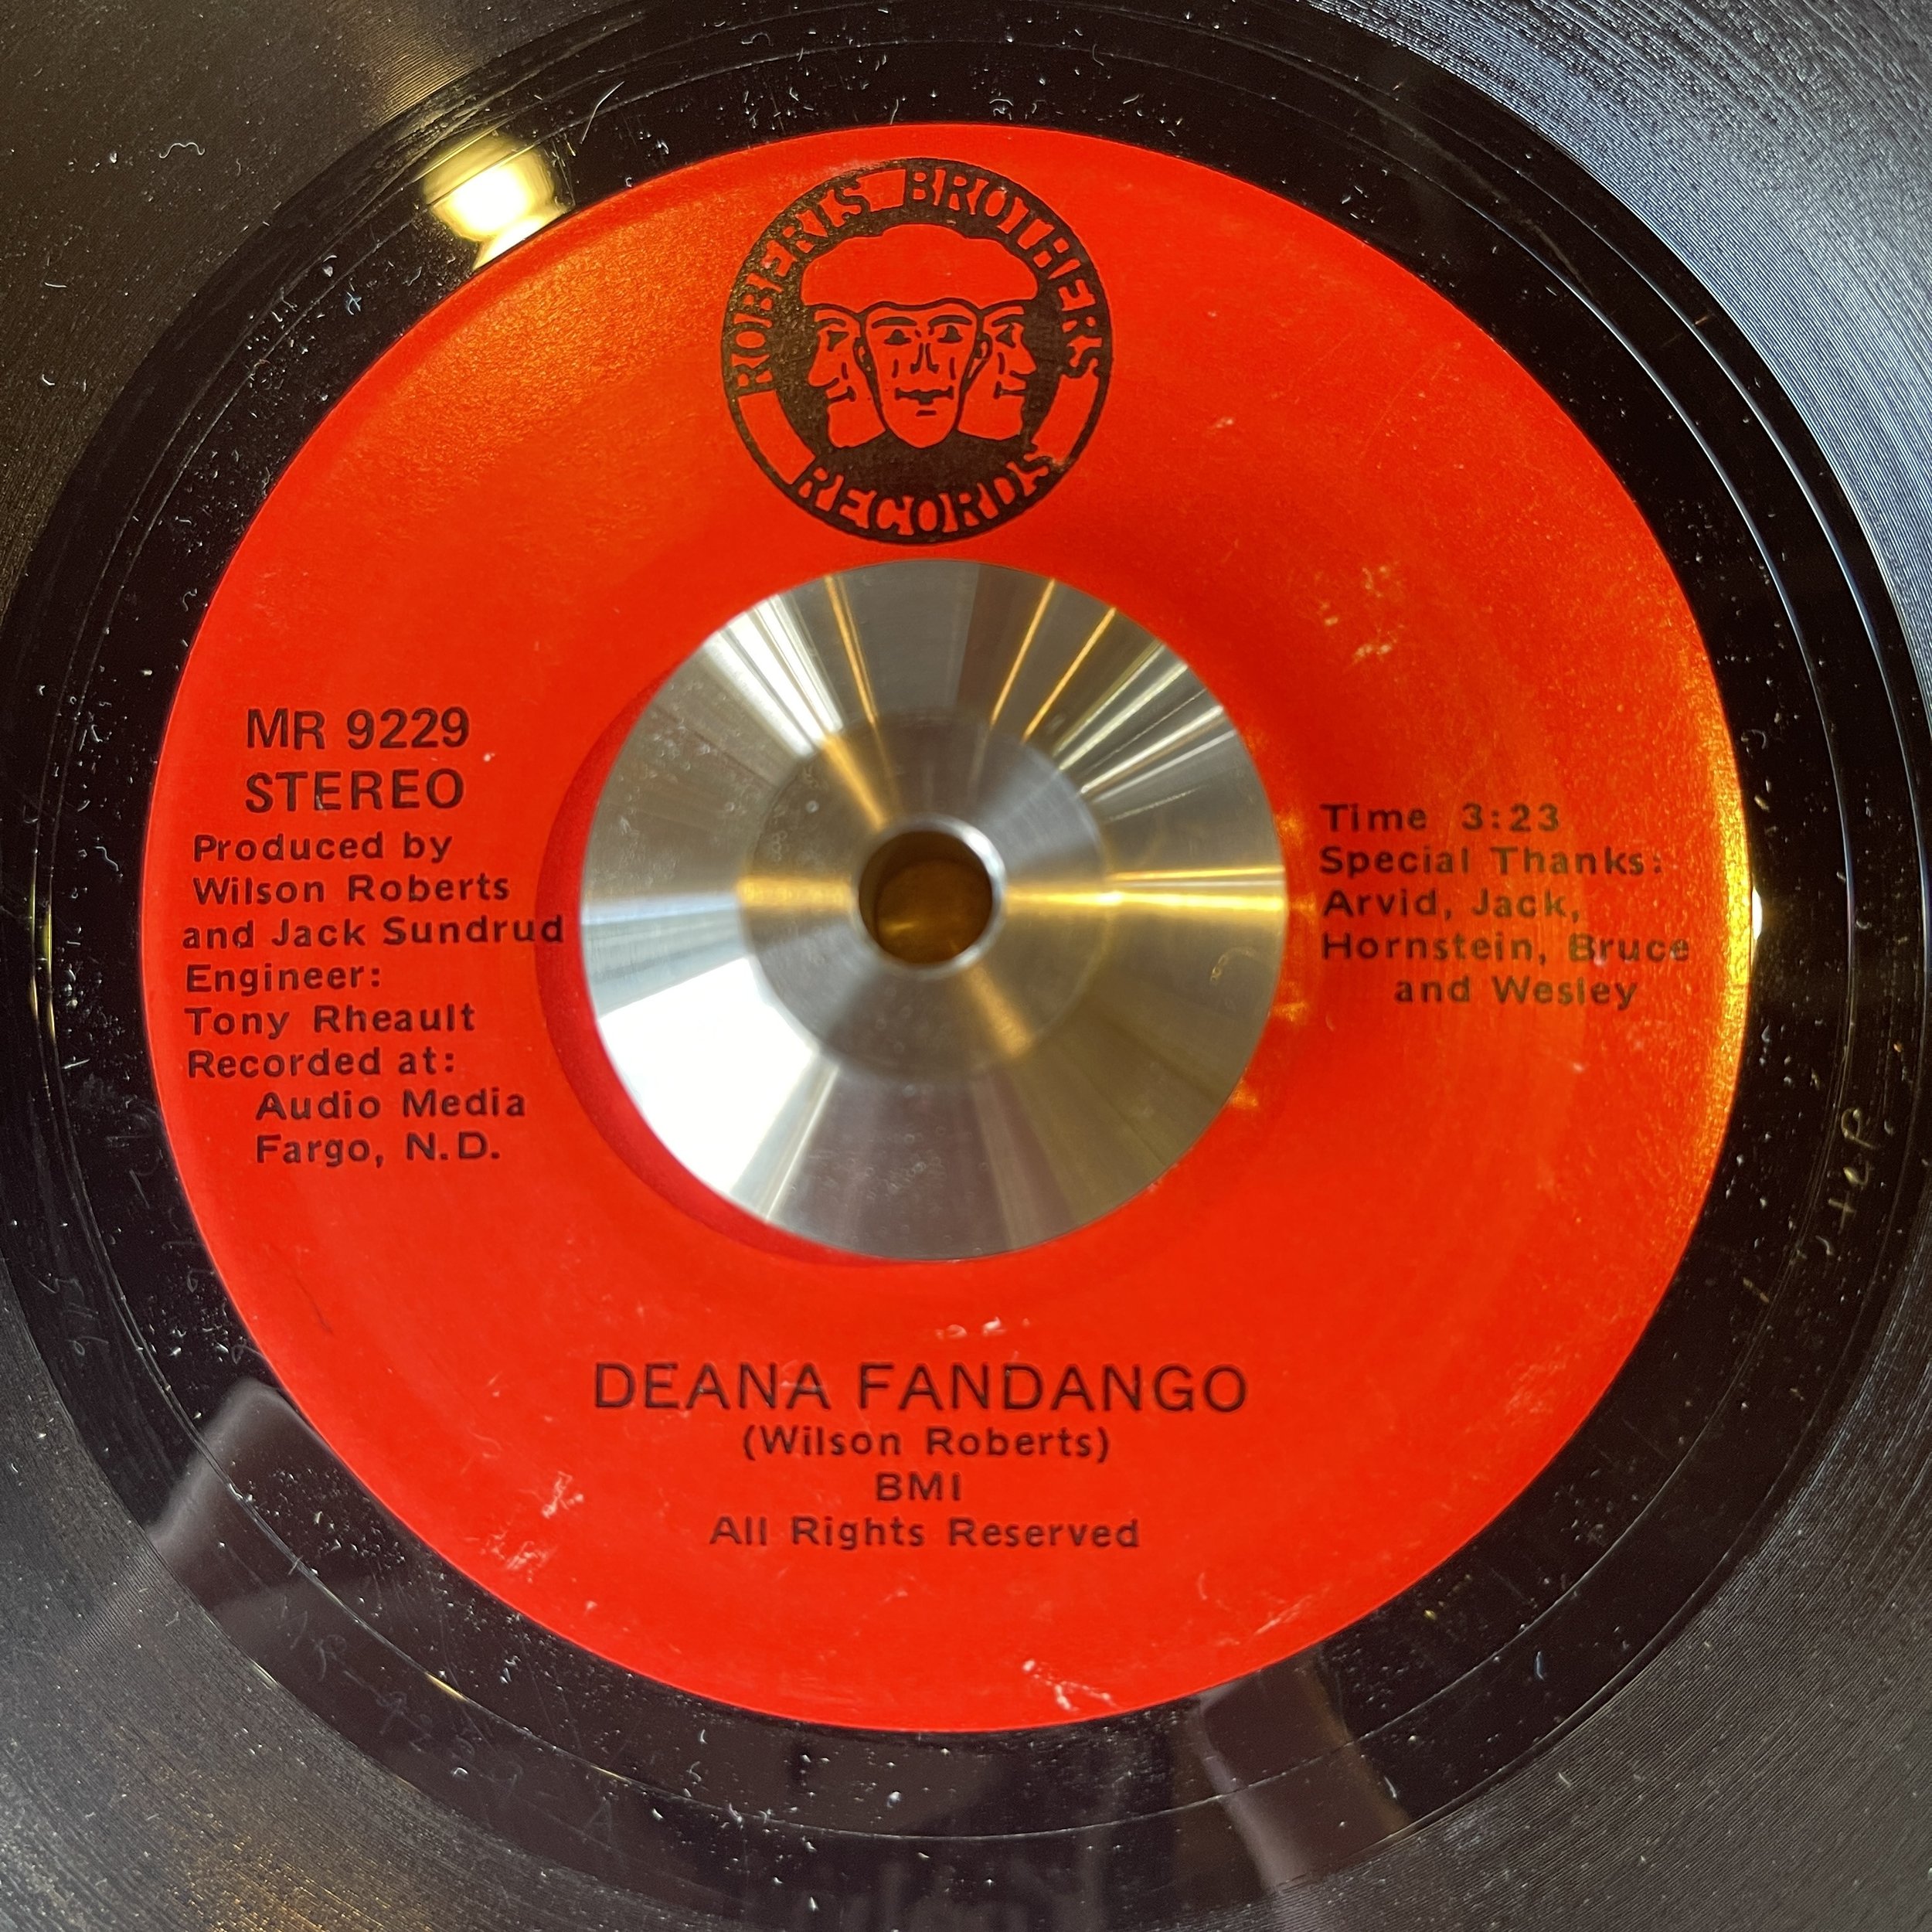 ROBERTS BROTHERS
RECORDS
MR 9229
STEREO
Produced by
Wilson Roberts
and Jack Sundrud
Engineer:
Tony Rheault
Recorded at:
Audio Media
Fargo, N.D.
Time 3:23
Special Thanks:
Arvid, Jack,
Hornstein, Bruce
and Wesley
DEANA FANDANGO
(Wilson Roberts)
BMI
All Rights Reserved